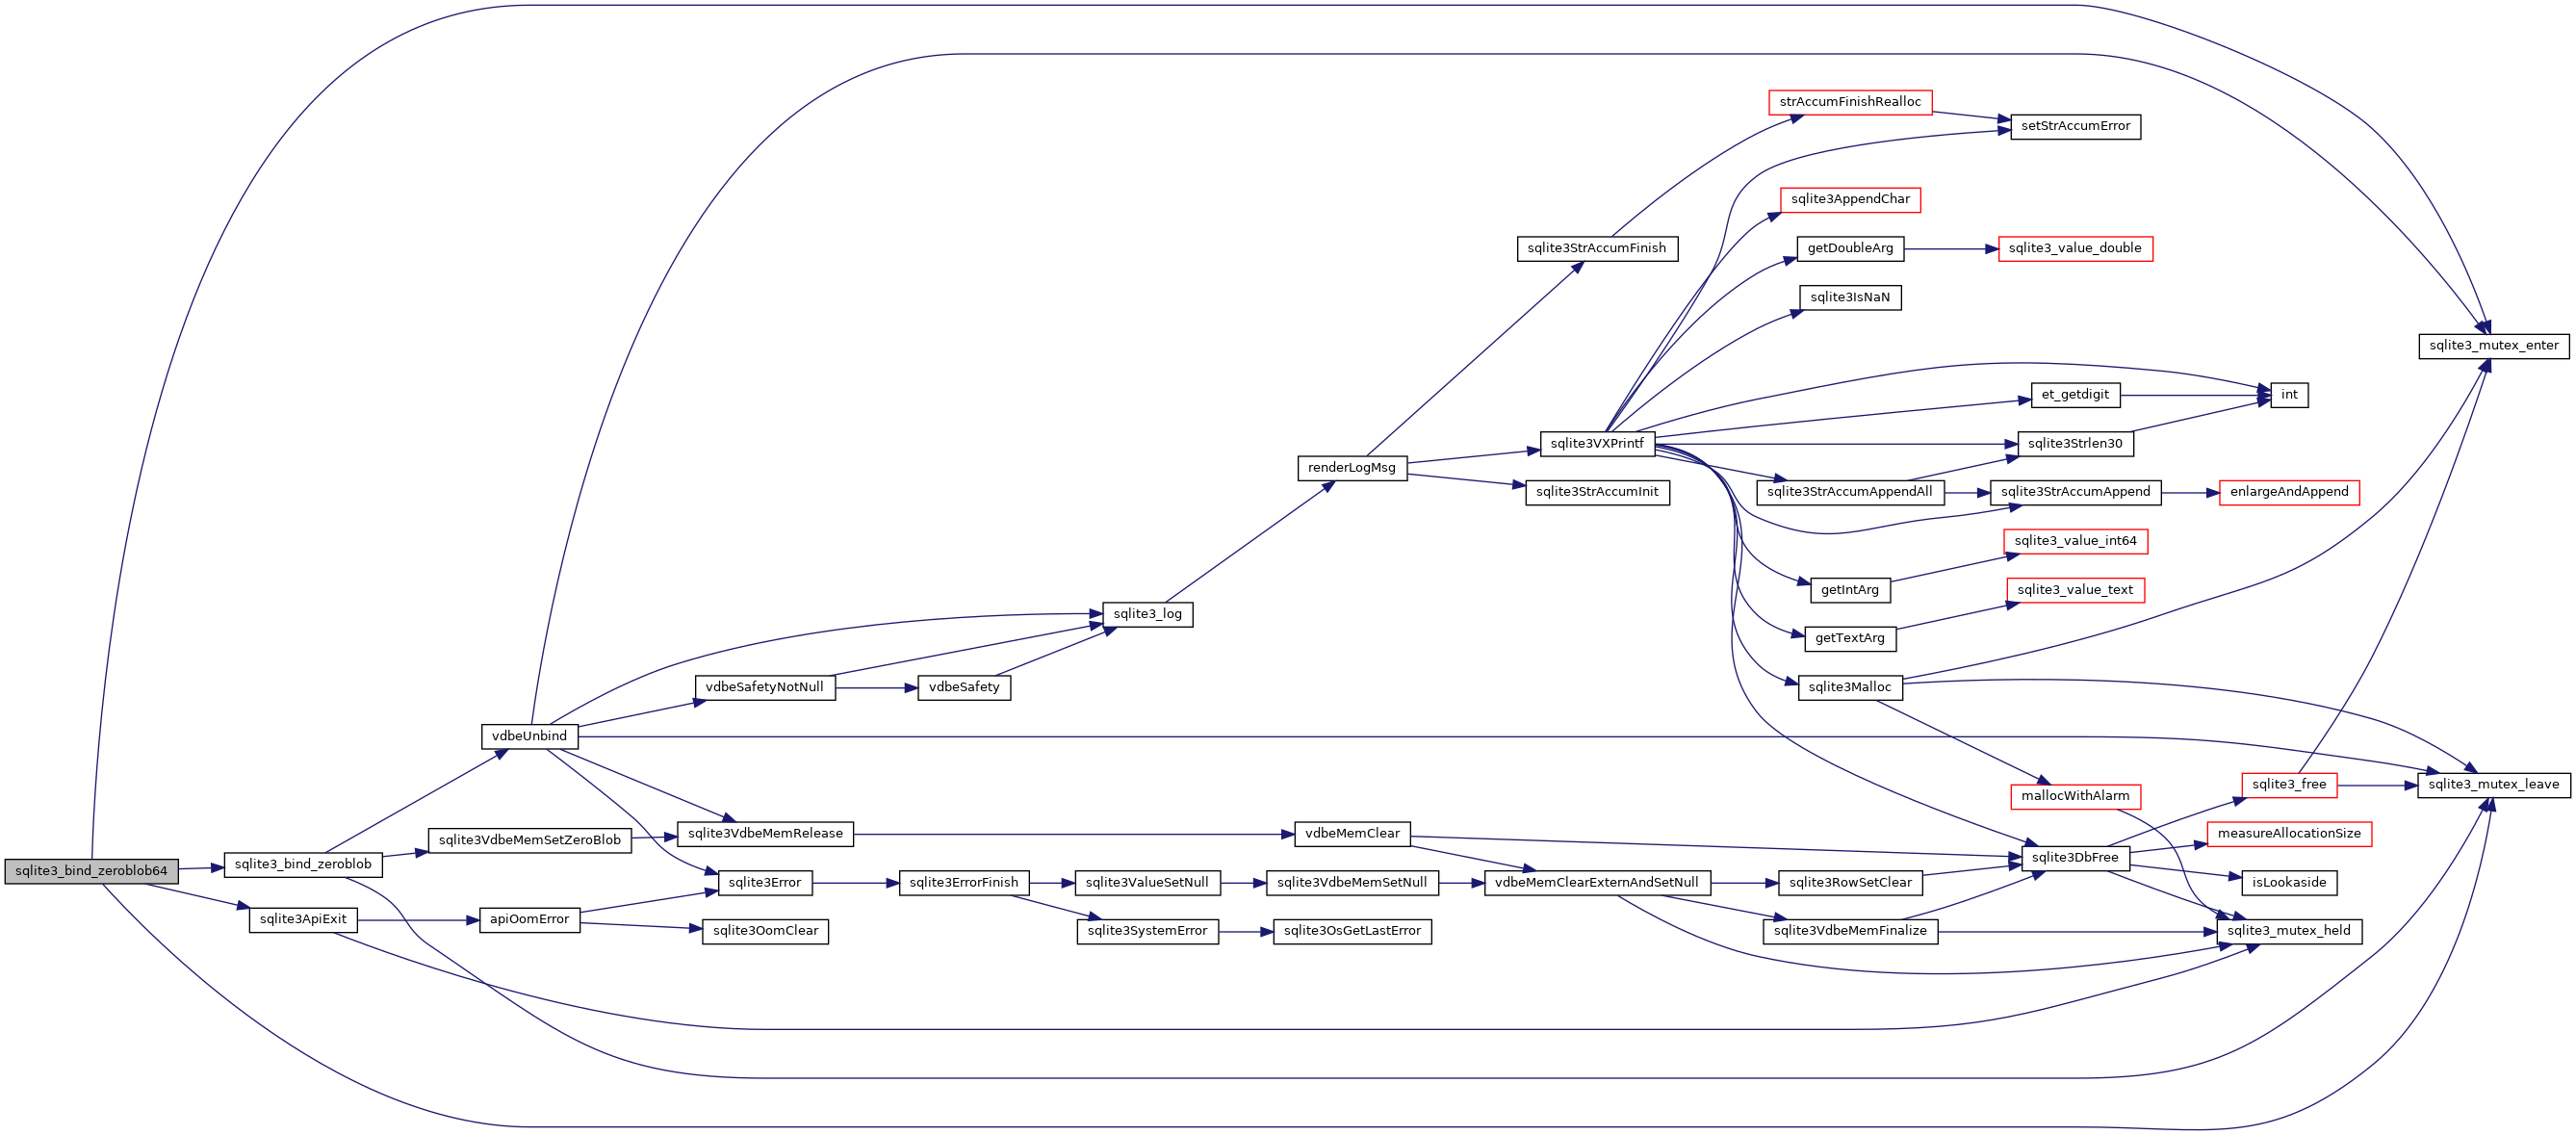 sqlite3_bind_zeroblob64
sqlite3_bind_zeroblob
sqlite3ApiExit
vdbeUnbind
sqlite3VdbeMemSetZeroBlob
apiOomError
vdbeSafetyNotNull
sqlite3VdbeMemRelease
sqlite3Error
sqlite3OomClear
vdbeSafety
sqlite3ErrorFinish
sqlite3_log
sqlite3ValueSetNull
sqlite3SystemError
renderLogMsg
vdbeMemClear
sqlite3VdbeMemSetNull
sqlite3OsGetLastError
sqlite3StrAccumFinish
sqlite3VXPrintf
sqlite3StrAccumInit
vdbeMemClearExternAndSetNull
strAccumFinishRealloc
sqlite3AppendChar
getDoubleArg
sqlite3IsNaN
sqlite3StrAccumAppendAll
getIntArg
getTextArg
sqlite3Malloc
sqlite3RowSetClear
sqlite3VdbeMemFinalize
setStrAccumError
sqlite3_value_double
et_getdigit
sqlite3Strlen30
sqlite3StrAccumAppend
sqlite3_value_int64
sqlite3_value_text
mallocWithAlarm
sqlite3DbFree
int
enlargeAndAppend
sqlite3_free
measureAllocationSize
isLookaside
sqlite3_mutex_held
sqlite3_mutex_enter
sqlite3_mutex_leave